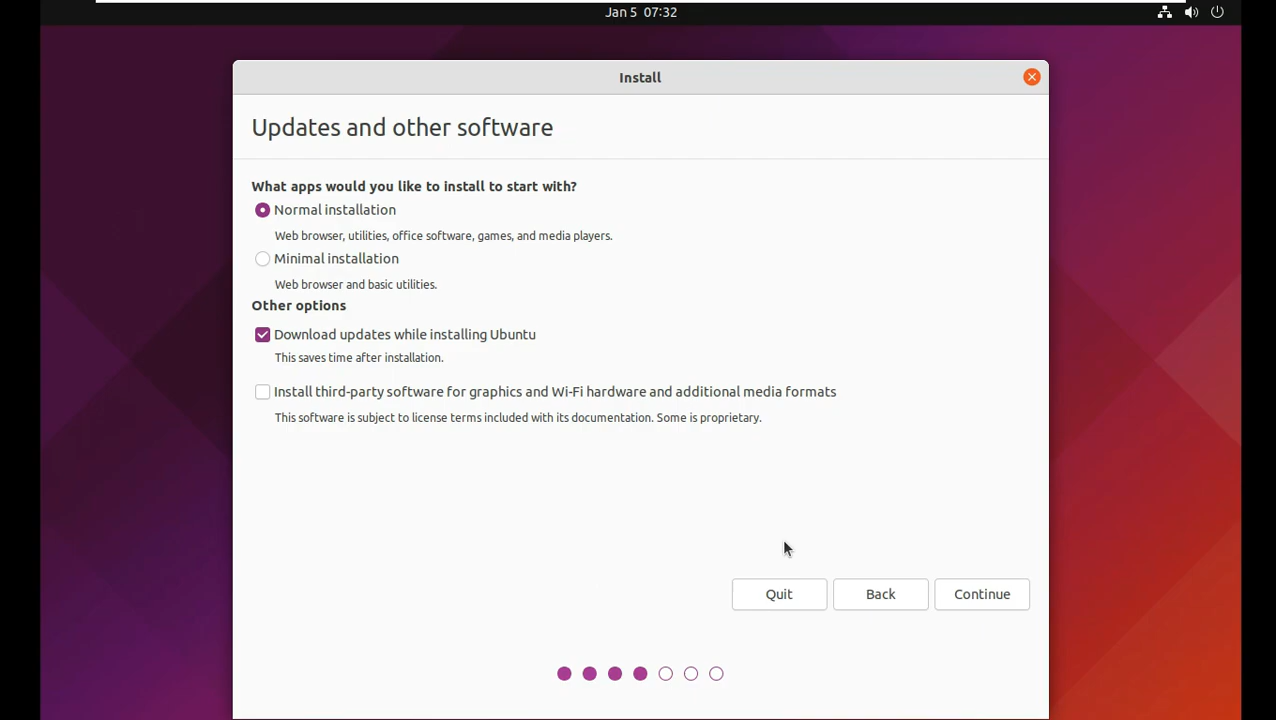 Jan 5 07:32
Install
Updates and other software
What apps would you like to install to start with?
Normal installation
Web browser, utilities, office software, games, and media players.
Minimal installation
Web browser and basic utilities.
Other options
Download updates while installing Ubuntu
This saves time after installation.
Install third-party software for graphics and Wi-Fi hardware and additional media formats
This software is subject to license terms included with its documentation. Some is proprietary.
Quit Back Continue